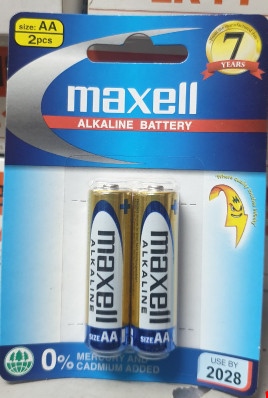 size: AA
2pcs
7
YEARS
maxell
ALKALINE BATTERY
maxell
ALKALINE
SIZE AA
maxell
ALKALINE
SIZE AA
0% MERCURY AND
CADMIUM ADDED
USE BY
2028